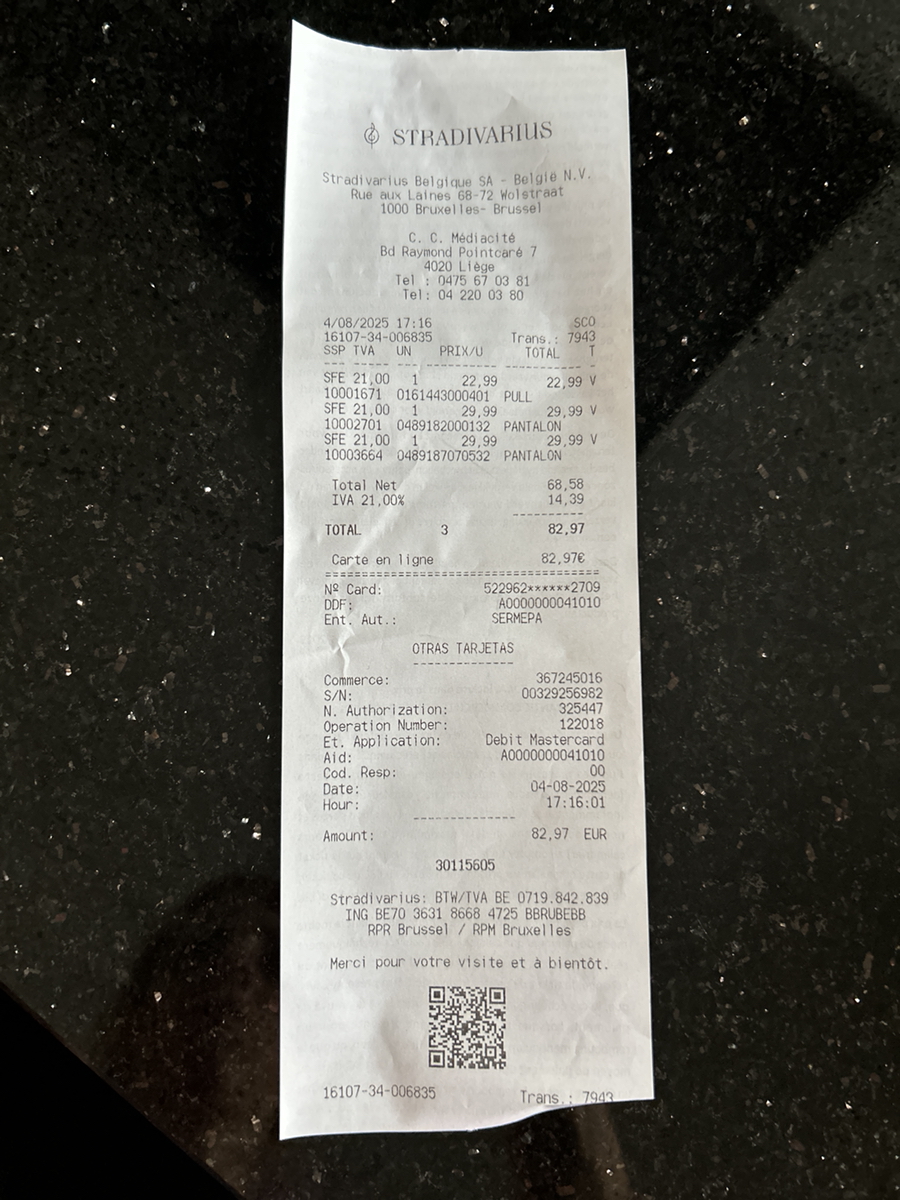 STRADIVARIUS
Stradivarius Belgique SA - België N.V.
Rue aux Laines 68-72 Wolstraat
1000 Bruxelles- Brussel
C. C. Médiacité
Bd Raymond Pointcaré 7
4020 Liège
Tel : 0475 67 03 81
Tel: 04 220 03 80
4/08/2025 17:16 SCO
16107-34-006835 Trans.: 7943
SSP TVA UN PRIX/U TOTAL T
--- ----- -- ---------- ---------- -
SFE 21,00 1 22,99 22,99 V
10001671 0161443000401 PULL
SFE 21,00 1 29,99 29,99 V
10002701 0489182000132 PANTALON
SFE 21,00 1 29,99 29,99 V
10003664 0489187070532 PANTALON
Total Net 68,58
IVA 21,00% 14,39
----------
TOTAL 3 82,97
Carte en ligne 82,97€
======================================
Nº Card: 522962******2709
DDF: A0000000041010
Ent. Aut.: SERMEPA
OTRAS TARJETAS
--------------
Commerce: 367245016
S/N: 00329256982
N. Authorization: 325447
Operation Number: 122018
Et. Application: Debit Mastercard
Aid: A0000000041010
Cod. Resp: 00
Date: 04-08-2025
Hour: 17:16:01
--------------
Amount: 82,97 EUR
30115605
Stradivarius: BTW/TVA BE 0719.842.839
ING BE70 3631 8668 4725 BBRUBEBB
RPR Brussel / RPM Bruxelles
Merci pour votre visite et à bientôt.
16107-34-006835 Trans.: 7943